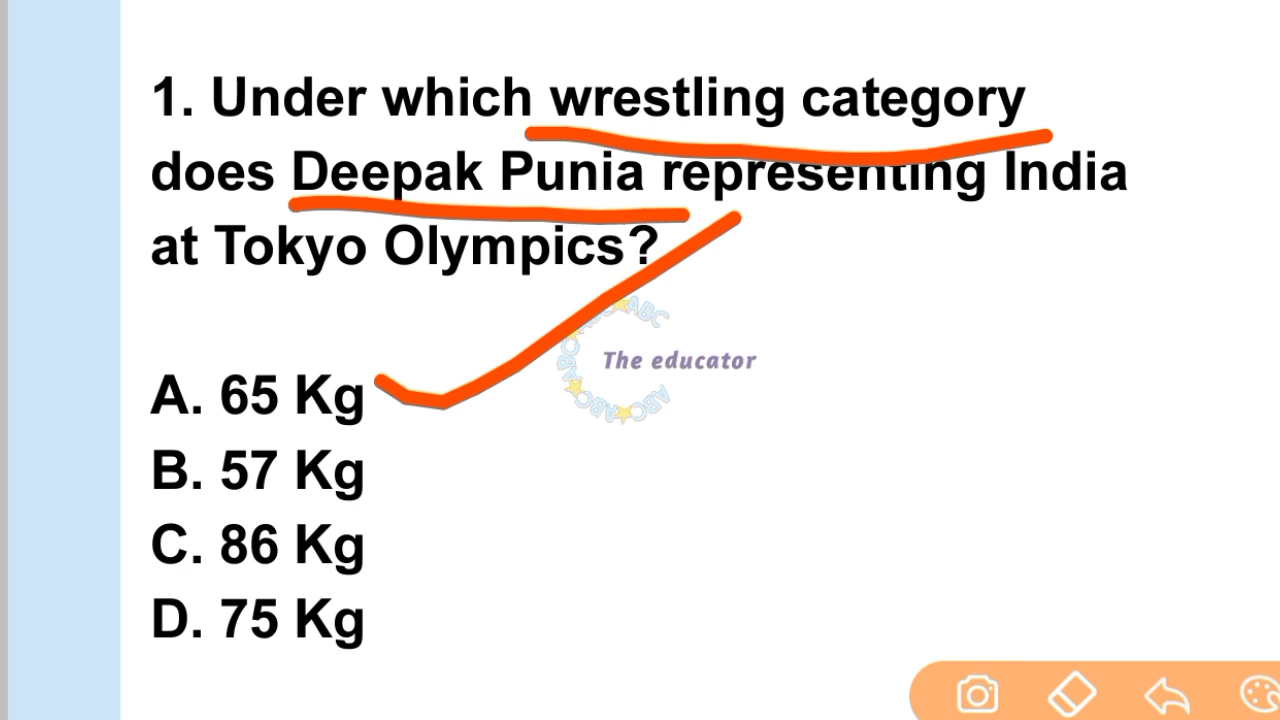 1. Under which wrestling category
does Deepak Punia representing India
at Tokyo Olympics?
The educator
A. 65 Kg
B. 57 Kg
C. 86 Kg
D. 75 Kg